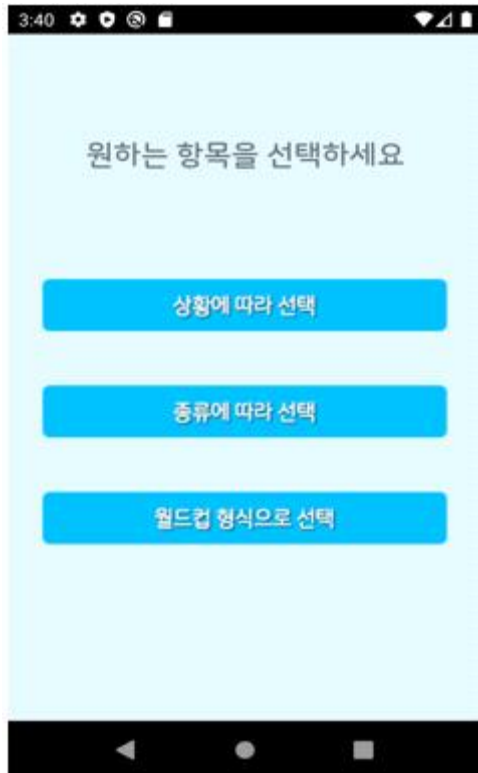 3:40
원하는 항목을 선택하세요
상황에 따라 선택
종류에 따라 선택
월드컵 형식으로 선택